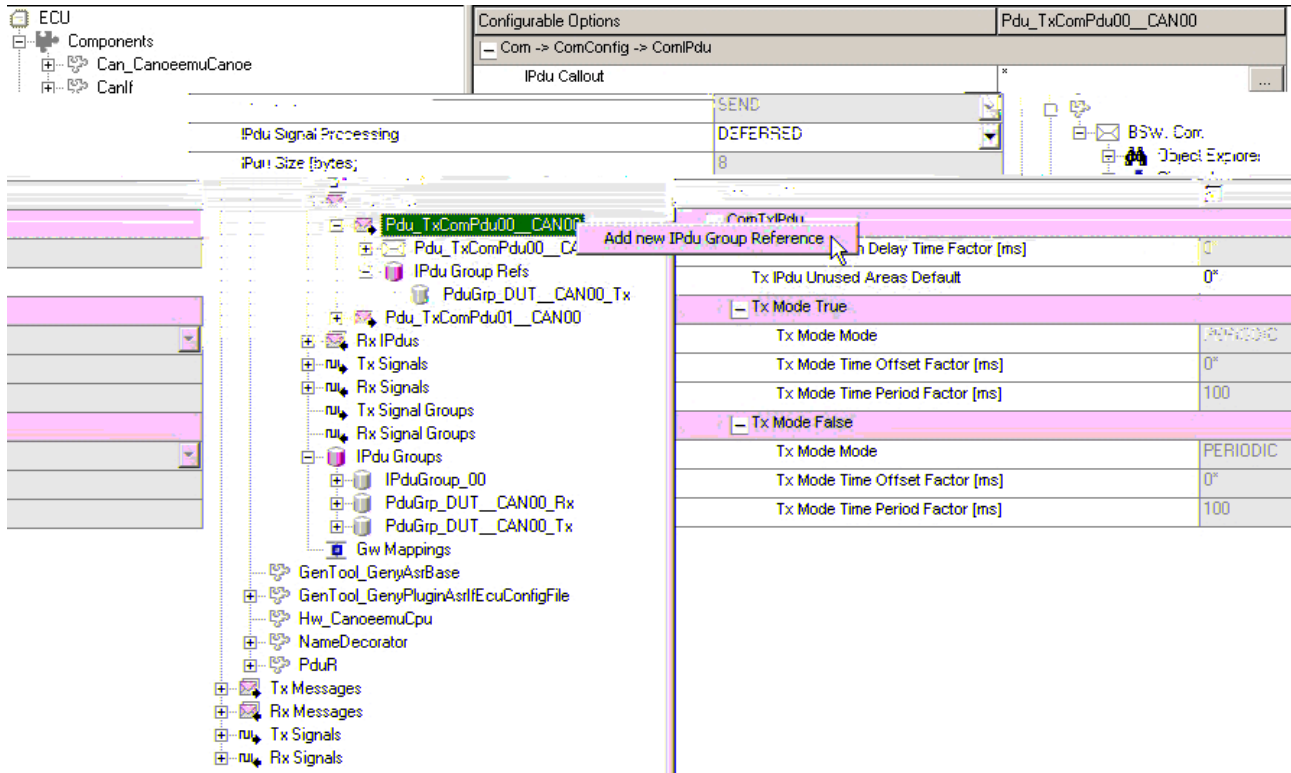 ECU
Components
Can_CanoeemuCanoe
CanIf
Configurable Options
Pdu_TxComPdu00__CAN00
Com -> ComConfig -> ComIPdu
IPdu Callout
*
...
SEND
IPdu Signal Processing
DEFERRED
IPdu Size [bytes]
8
BSW. Com
Object Explorer
Pdu_TxComPdu00__CAN00
Pdu_TxComPdu00__CA
IPdu Group Refs
PduGrp_DUT__CAN00_Tx
Pdu_TxComPdu01__CAN00
Rx IPdus
Tx Signals
Rx Signals
Tx Signal Groups
Rx Signal Groups
IPdu Groups
IPduGroup_00
PduGrp_DUT__CAN00_Rx
PduGrp_DUT__CAN00_Tx
Gw Mappings
GenTool_GenyAsrBase
GenTool_GenyPluginAsrIfEcuConfigFile
Hw_CanoeemuCpu
NameDecorator
PduR
Tx Messages
Rx Messages
Tx Signals
Rx Signals
Add new IPdu Group Reference
ComTxIPdu
Delay Time Factor [ms]
Tx IPdu Unused Areas Default
0*
Tx Mode True
Tx Mode Mode
PERIODIC
Tx Mode Time Offset Factor [ms]
0*
Tx Mode Time Period Factor [ms]
100
Tx Mode False
Tx Mode Mode
PERIODIC
Tx Mode Time Offset Factor [ms]
0*
Tx Mode Time Period Factor [ms]
100